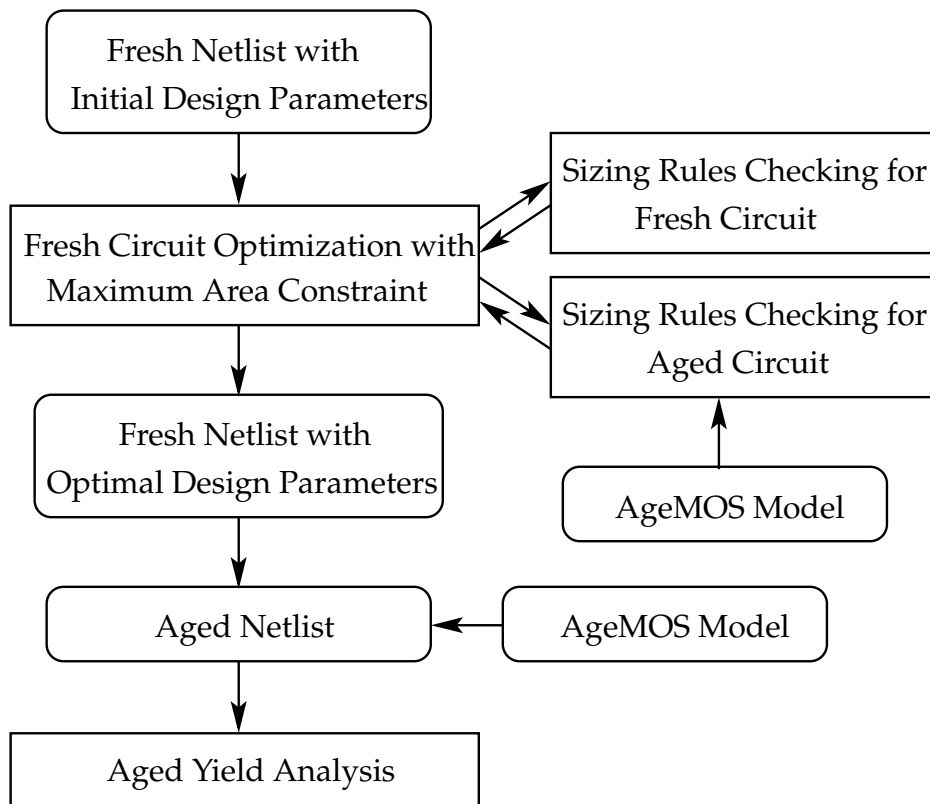 Fresh Netlist with
Initial Design Parameters
Sizing Rules Checking for
Fresh Circuit
Fresh Circuit Optimization with
Maximum Area Constraint
Sizing Rules Checking for
Aged Circuit
Fresh Netlist with
Optimal Design Parameters
AgeMOS Model
Aged Netlist
AgeMOS Model
Aged Yield Analysis